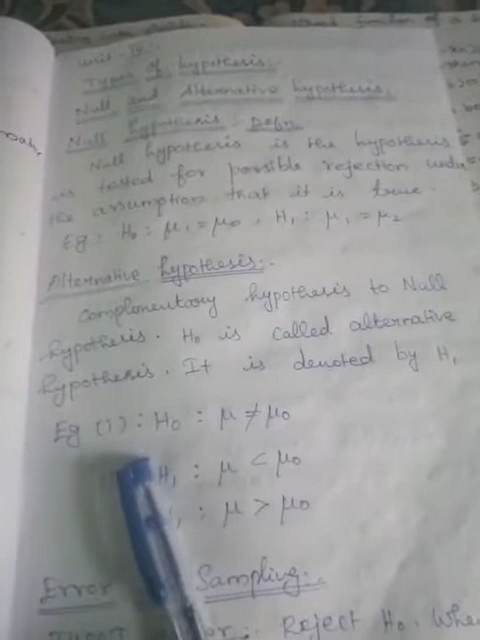 Unit - IV:-
Types of hypothesis:-
Null and Alternative hypothesis.
Null hypothesis:- Defn
Null hypothesis is the hypothesis
is tested for possible rejection under
the assumption that it is true.
Eg: H₀ : μ₁ = μ₀, H₁ : μ₁ = μ₂
Alternative hypothesis:-
Complementary hypothesis to Null
hypothesis. H₀ is called alternative
hypothesis. It is denoted by H₁
Eg (1) : H₀ : μ ≠ μ₀
H₁ : μ < μ₀
: μ > μ₀
Error Sampling:-
Reject H₀. When